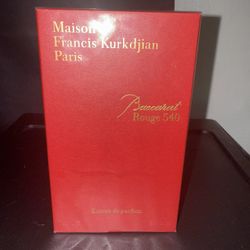 Maison
Francis Kurkdjian
Paris
Baccarat
Rouge 540
Extrait de parfum